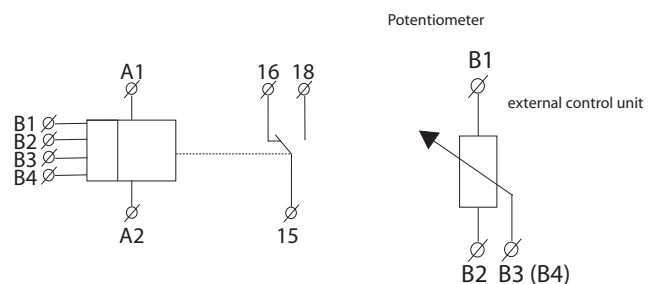 Potentiometer
B1
external control unit
A1
16 18
B1
B2
B3
B4
A2
15
B2 B3 (B4)